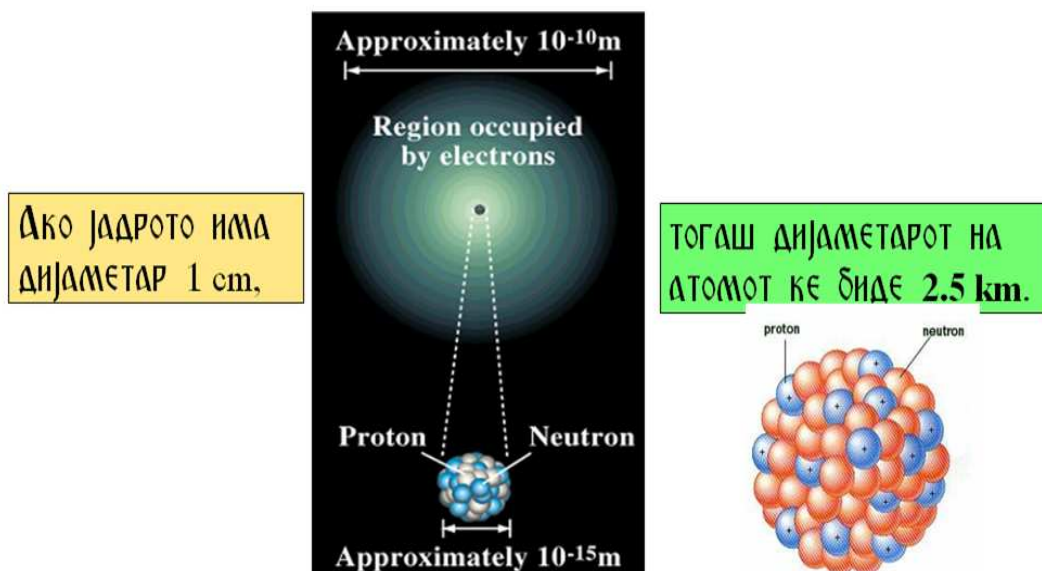 Approximately 10-10m
Region occupied
by electrons
Ако јадрото има
дијаметар 1 cm,
тогаш дијаметарот на
атомот ке биде 2.5 km.
proton
neutron
Proton
Neutron
Approximately 10-15m